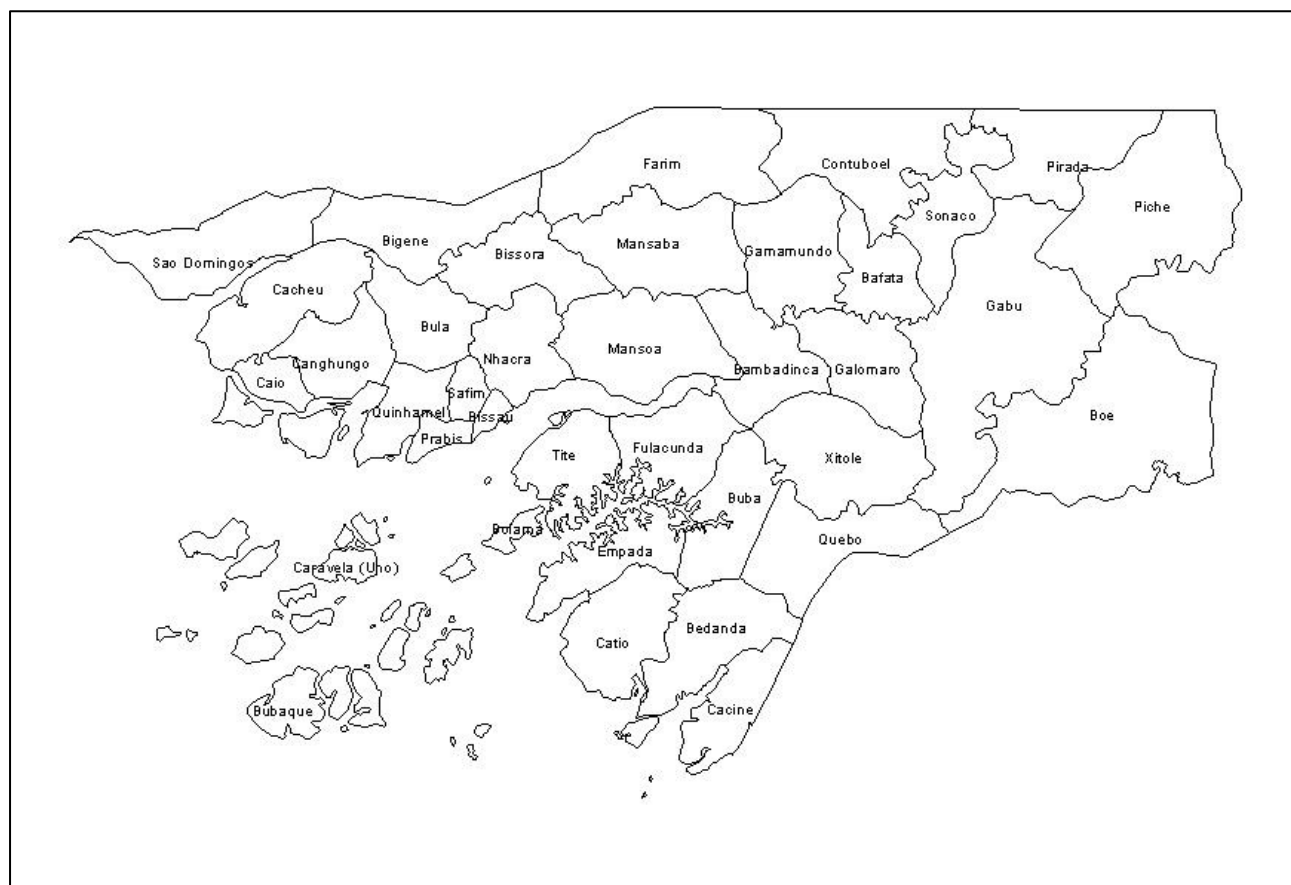 Farim
Contuboel
Pirada
Piche
Sonaco
Bigene
Mansaba
Gamamundo
Bissora
Sao Domingos
Bafata
Cacheu
Gabu
Bula
Mansoa
Nhacra
Canghungo
Bambadinca
Galomaro
Caio
Safim
Quinhamel
Bissau
Boe
Prabis
Fulacunda
Tite
Xitole
Buba
Bolama
Quebo
Empada
Caravela (Uno)
Bedanda
Catio
Bubaque
Cacine